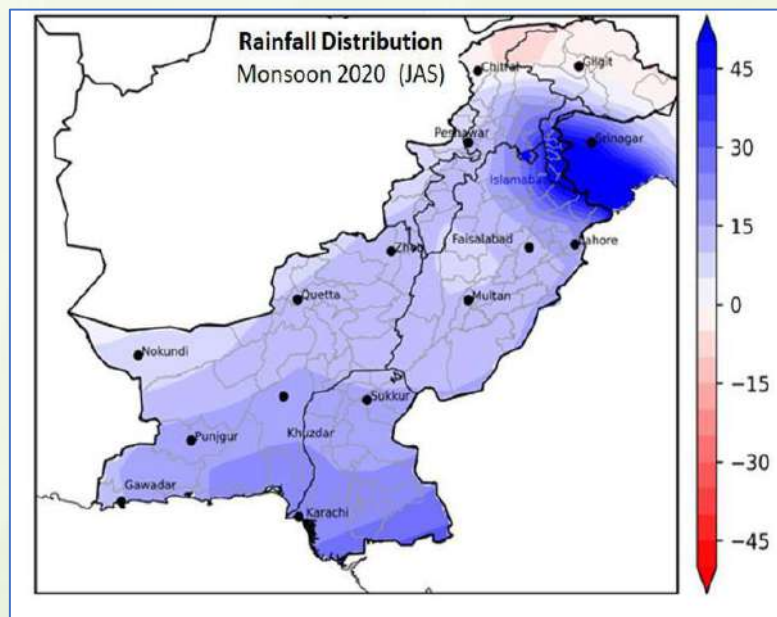 Rainfall Distribution
Monsoon 2020 (JAS)
Chitral
Gilgit
Peshawar
Srinagar
Islamabad
Zhob
Faisalabad
Lahore
Quetta
Multan
Nokundi
Sukkur
Khuzdar
Punjgur
Gawadar
Karachi
45
30
15
0
−15
−30
−45